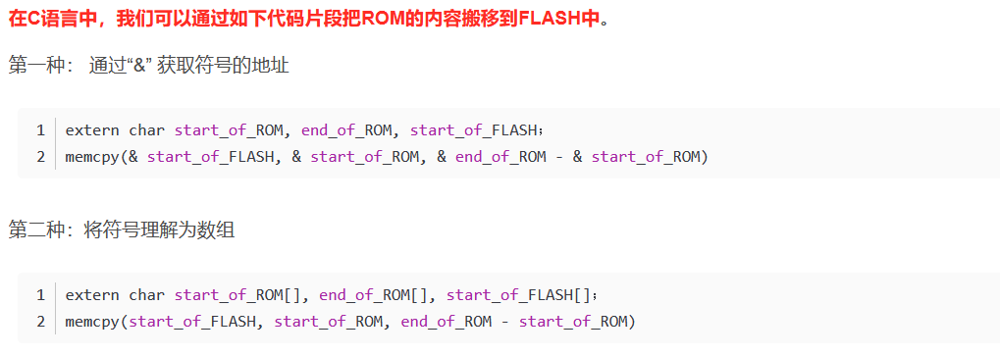 在C语言中，我们可以通过如下代码片段把ROM的内容搬移到FLASH中。
第一种： 通过“&” 获取符号的地址
1 extern char start_of_ROM, end_of_ROM, start_of_FLASH；
2 memcpy(& start_of_FLASH, & start_of_ROM, & end_of_ROM - & start_of_ROM)
第二种：将符号理解为数组
1 extern char start_of_ROM[], end_of_ROM[], start_of_FLASH[]；
2 memcpy(start_of_FLASH, start_of_ROM, end_of_ROM - start_of_ROM)